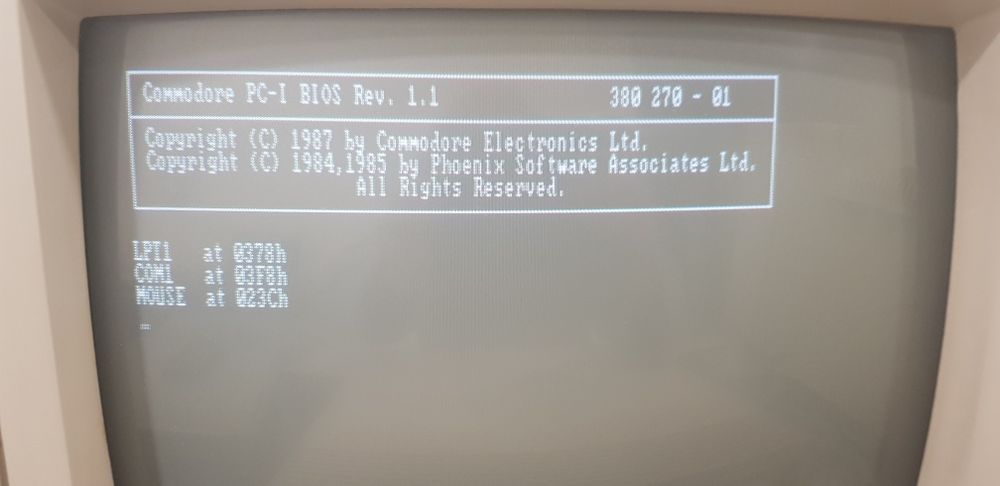 Commodore PC-I BIOS Rev. 1.1 380 270 - 01
Copyright (C) 1987 by Commodore Electronics Ltd.
Copyright (C) 1984,1985 by Phoenix Software Associates Ltd.
All Rights Reserved.
LPT1 at 0378h
COM1 at 03F8h
MOUSE at 023Ch